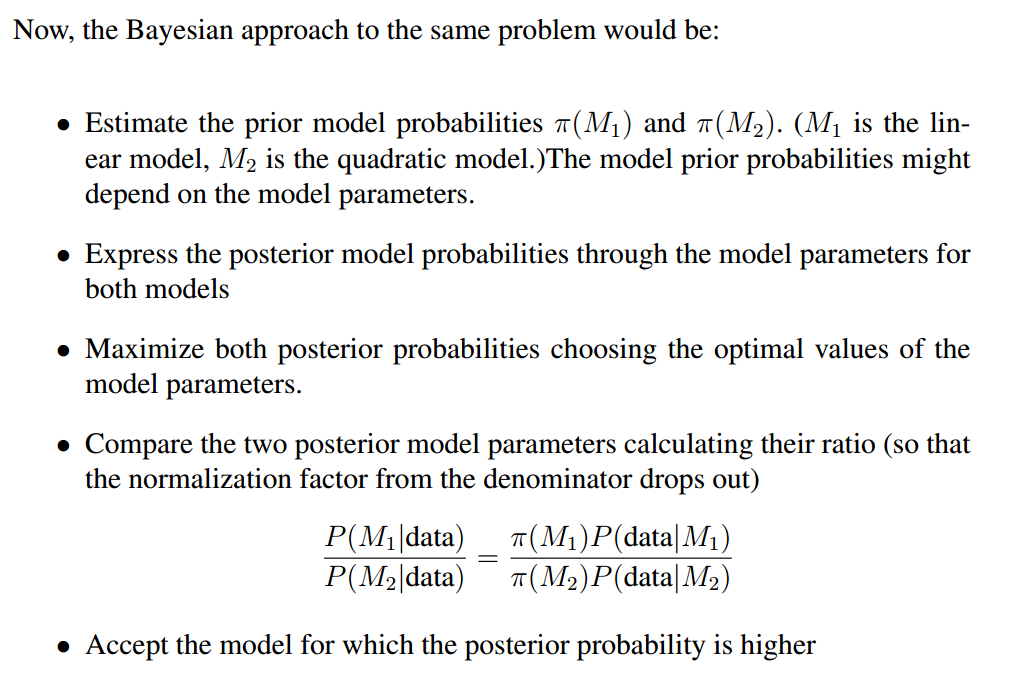 Now, the Bayesian approach to the same problem would be:
• Estimate the prior model probabilities π(M₁) and π(M₂). (M₁ is the lin-
ear model, M₂ is the quadratic model.)The model prior probabilities might
depend on the model parameters.
• Express the posterior model probabilities through the model parameters for
both models
• Maximize both posterior probabilities choosing the optimal values of the
model parameters.
• Compare the two posterior model parameters calculating their ratio (so that
the normalization factor from the denominator drops out)
P(M₁|data) / P(M₂|data) = π(M₁)P(data|M₁) / π(M₂)P(data|M₂)
• Accept the model for which the posterior probability is higher